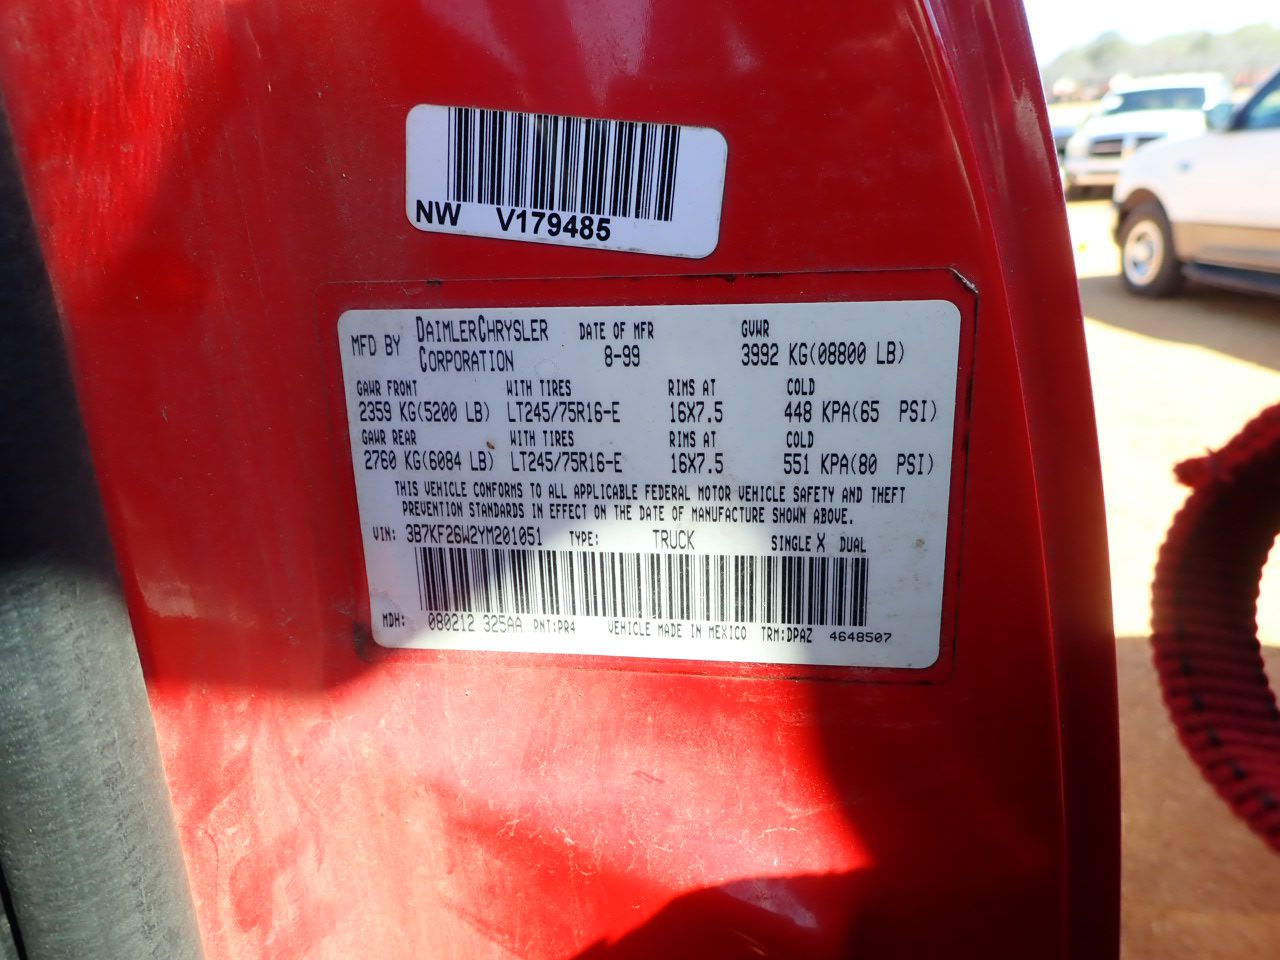 NW V179485
MFD BY DAIMLERCHRYSLER CORPORATION DATE OF MFR 8-99 GVWR 3992 KG(08800 LB)
GAWR FRONT WITH TIRES RIMS AT COLD
2359 KG(5200 LB) LT245/75R16-E 16X7.5 448 KPA(65 PSI)
GAWR REAR WITH TIRES RIMS AT COLD
2760 KG(6084 LB) LT245/75R16-E 16X7.5 551 KPA(80 PSI)
THIS VEHICLE CONFORMS TO ALL APPLICABLE FEDERAL MOTOR VEHICLE SAFETY AND THEFT
PREVENTION STANDARDS IN EFFECT ON THE DATE OF MANUFACTURE SHOWN ABOVE.
VIN: 3B7KF26W2YM201051 TYPE: TRUCK SINGLE X DUAL
MDH: 080212 325AA PNT:PR4 VEHICLE MADE IN MEXICO TRM:DPAZ 4648507